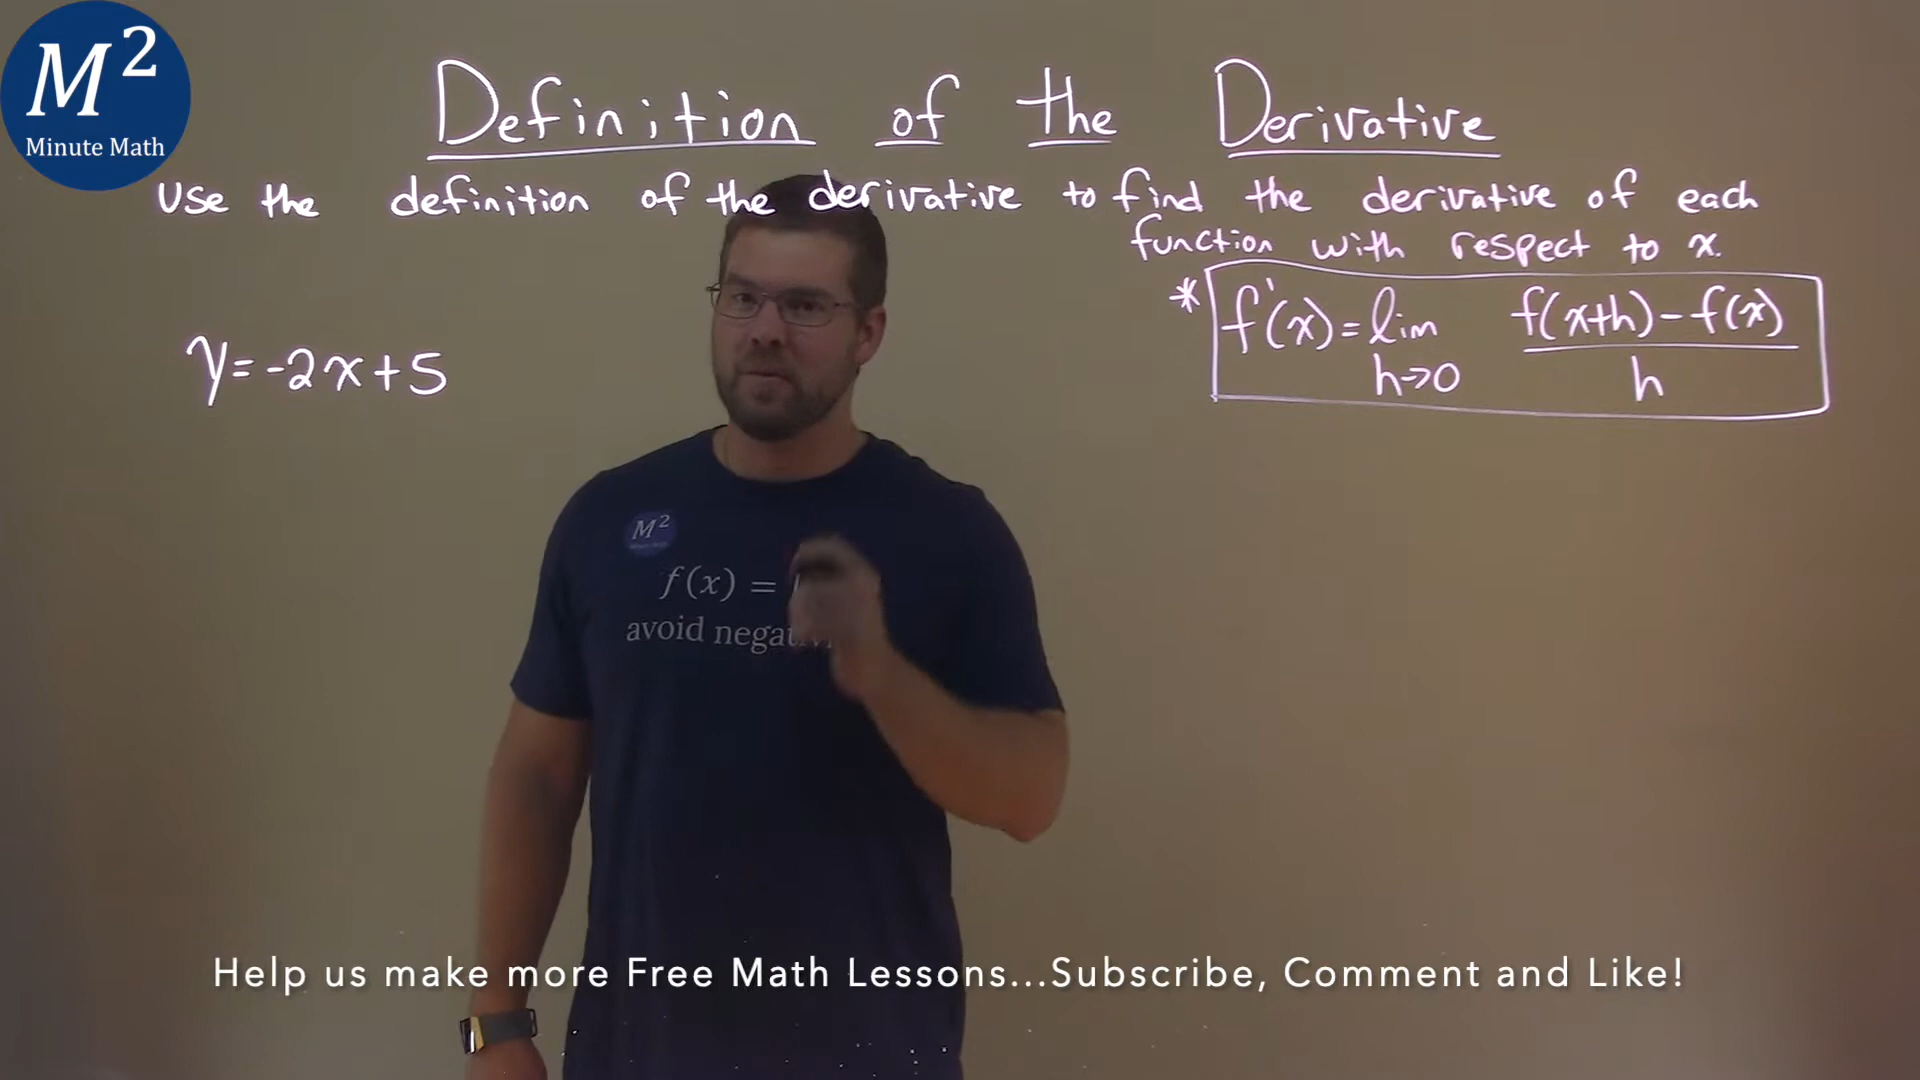 M²
Minute Math
Definition of the Derivative
Use the definition of the derivative to find the derivative of each
function with respect to x.
* f'(x) = lim h→0 f(x+h) - f(x) / h
y = -2x + 5
M²
f(x) =
avoid
Help us make more Free Math Lessons...Subscribe, Comment and Like!